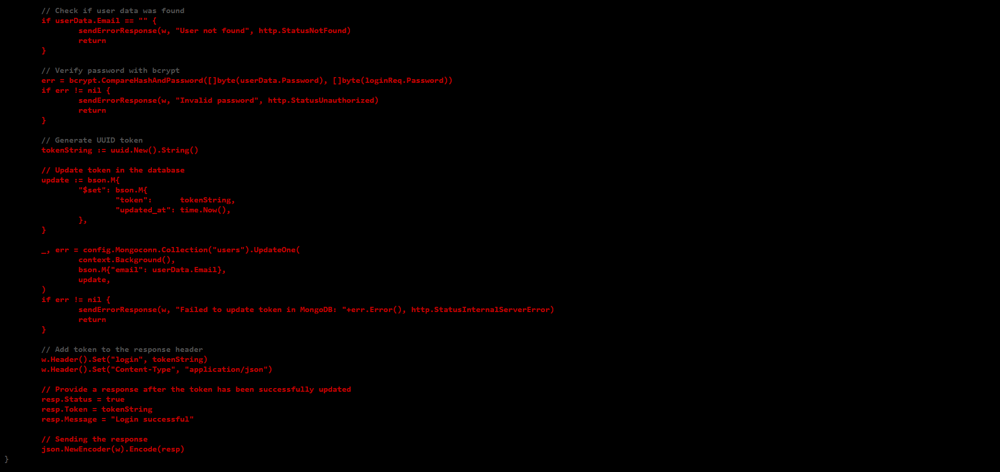 // Check if user data was found
if userData.Email == "" {
sendErrorResponse(w, "User not found", http.StatusNotFound)
return
}
// Verify password with bcrypt
err = bcrypt.CompareHashAndPassword([]byte(userData.Password), []byte(loginReq.Password))
if err != nil {
sendErrorResponse(w, "Invalid password", http.StatusUnauthorized)
return
}
// Generate UUID token
tokenString := uuid.New().String()
// Update token in the database
update := bson.M{
"$set": bson.M{
"token":      tokenString,
"updated_at": time.Now(),
},
}
_, err = config.Mongoconn.Collection("users").UpdateOne(
context.Background(),
bson.M{"email": userData.Email},
update,
)
if err != nil {
sendErrorResponse(w, "Failed to update token in MongoDB: "+err.Error(), http.StatusInternalServerError)
return
}
// Add token to the response header
w.Header().Set("login", tokenString)
w.Header().Set("Content-Type", "application/json")
// Provide a response after the token has been successfully updated
resp.Status = true
resp.Token = tokenString
resp.Message = "Login successful"
// Sending the response
json.NewEncoder(w).Encode(resp)
}